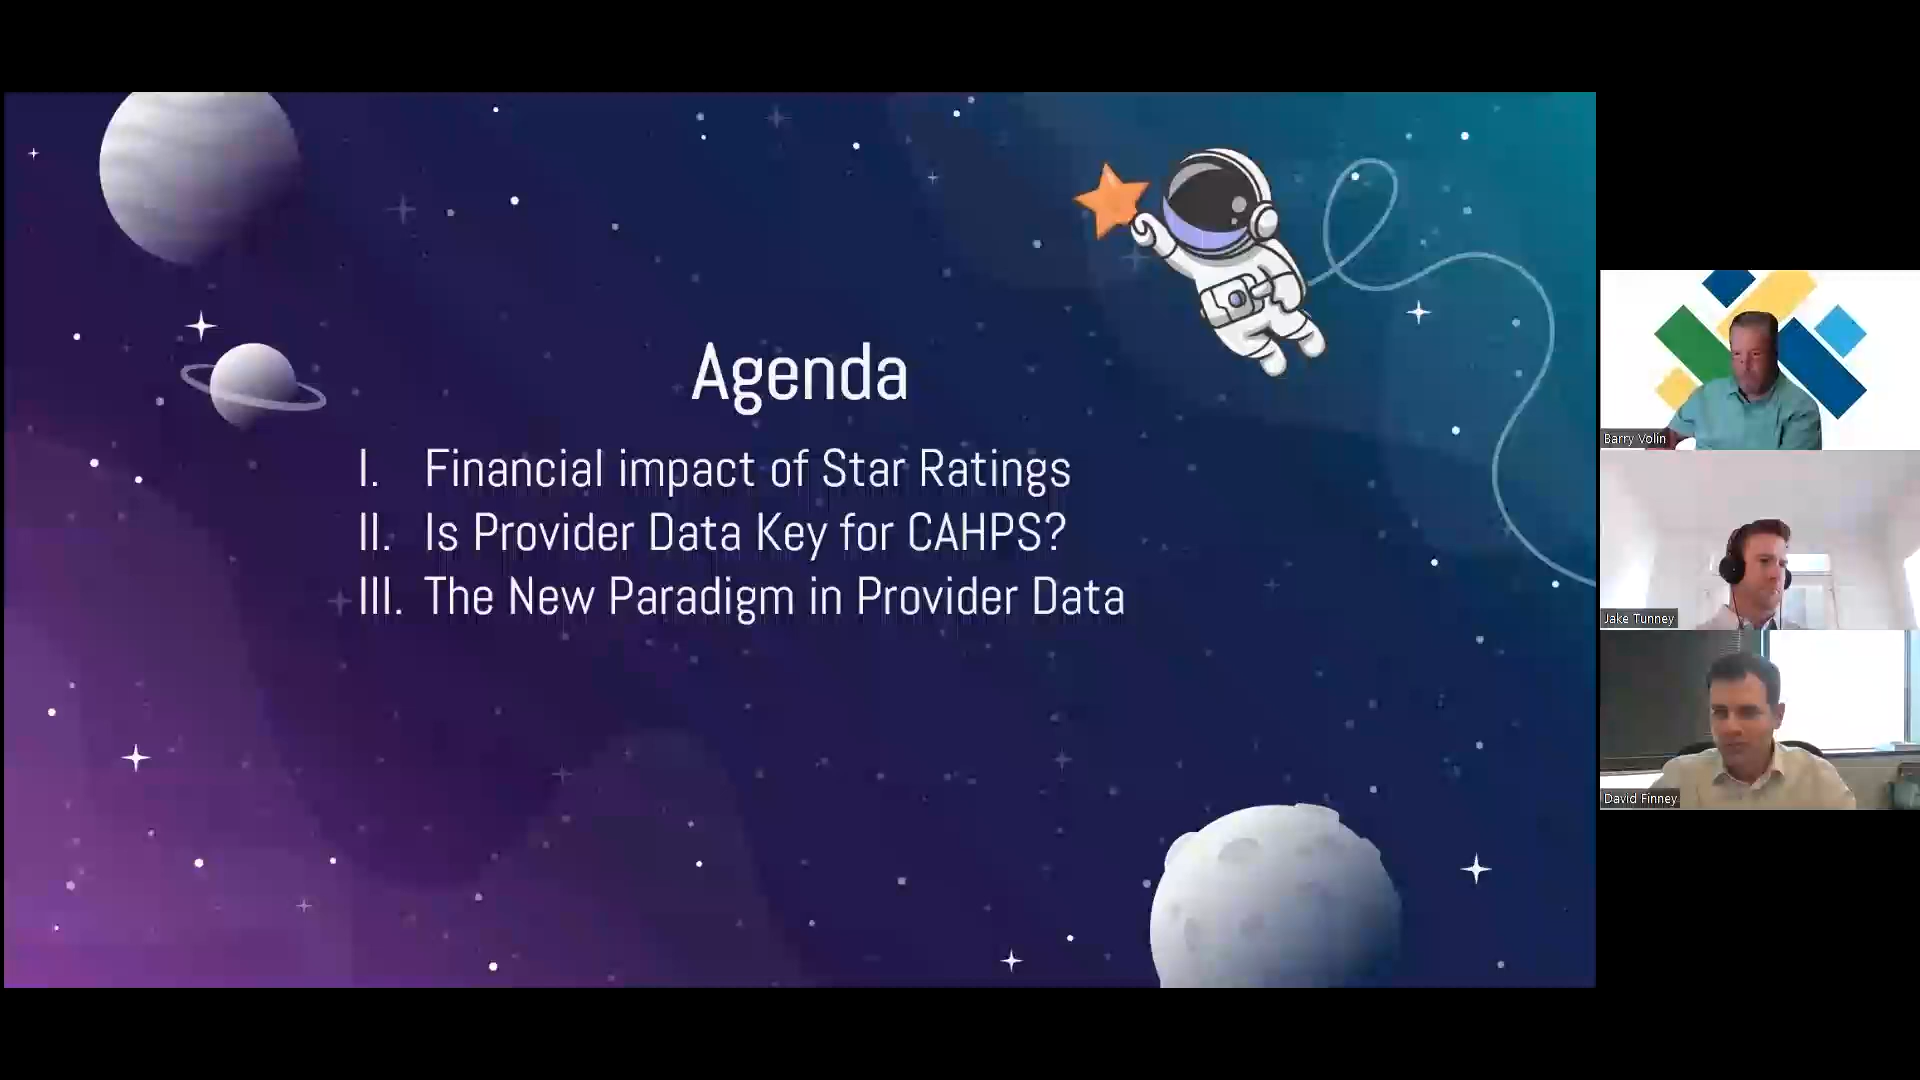 Agenda
I. Financial impact of Star Ratings
II. Is Provider Data Key for CAHPS?
III. The New Paradigm in Provider Data
Barry Volin
Jake Tunney
David Finney